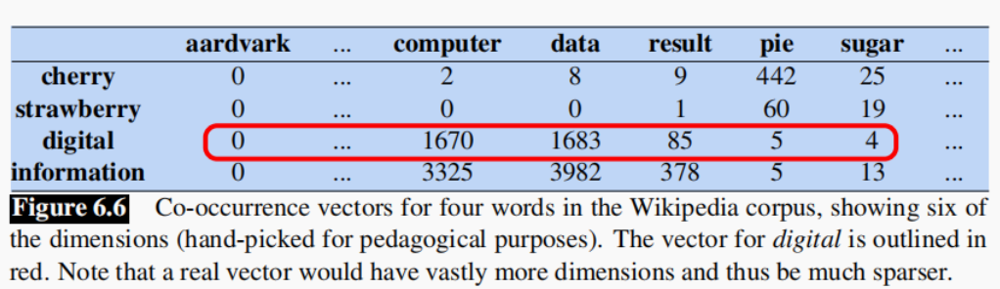 aardvark ... computer data result pie sugar ...
cherry 0 ... 2 8 9 442 25 ...
strawberry 0 ... 0 0 1 60 19 ...
digital 0 ... 1670 1683 85 5 4 ...
information 0 ... 3325 3982 378 5 13 ...
Figure 6.6 Co-occurrence vectors for four words in the Wikipedia corpus, showing six of
the dimensions (hand-picked for pedagogical purposes). The vector for digital is outlined in
red. Note that a real vector would have vastly more dimensions and thus be much sparser.